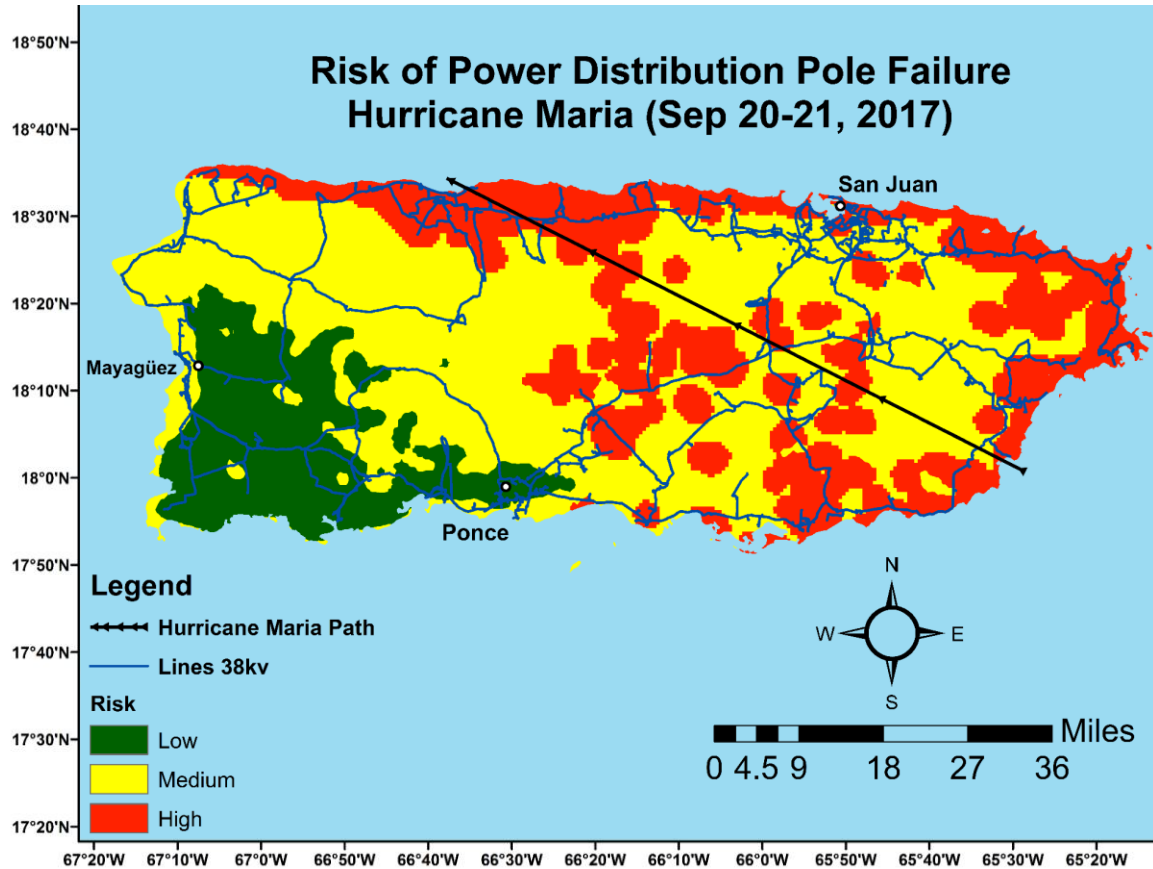 Risk of Power Distribution Pole Failure
Hurricane Maria (Sep 20-21, 2017)
18°50'N
18°40'N
18°30'N
18°20'N
18°10'N
18°0'N
17°50'N
17°40'N
17°30'N
17°20'N
San Juan
Mayagüez
Ponce
Legend
Hurricane Maria Path
Lines 38kv
Risk
Low
Medium
High
N
W
E
S
Miles
0 4.5 9 18 27 36
67°20'W 67°10'W 67°0'W 66°50'W 66°40'W 66°30'W 66°20'W 66°10'W 66°0'W 65°50'W 65°40'W 65°30'W 65°20'W